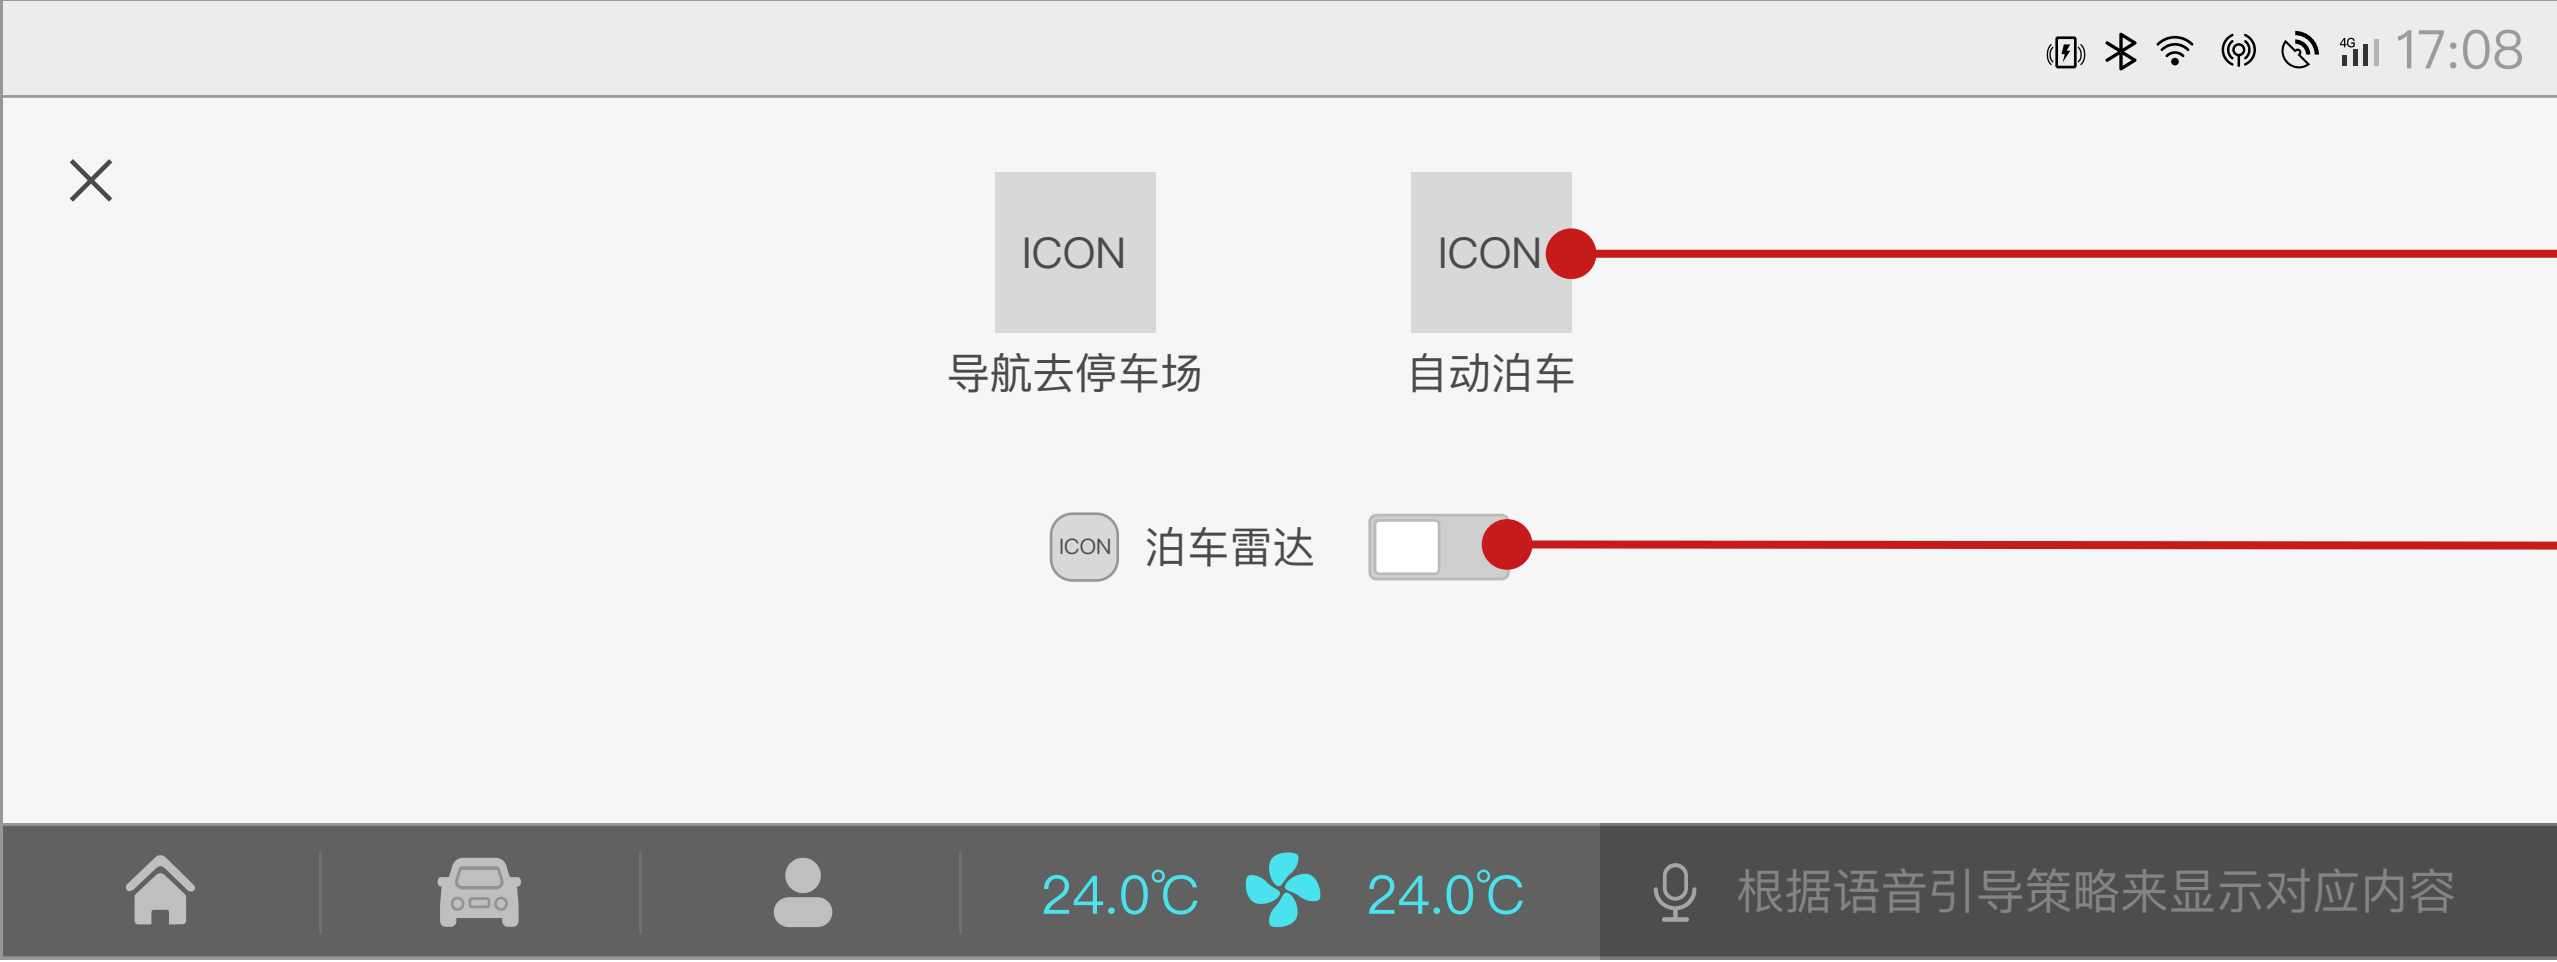 4G 17:08
ICON ICON
导航去停车场 自动泊车
ICON 泊车雷达
24.0℃ 24.0℃ 根据语音引导策略来显示对应内容